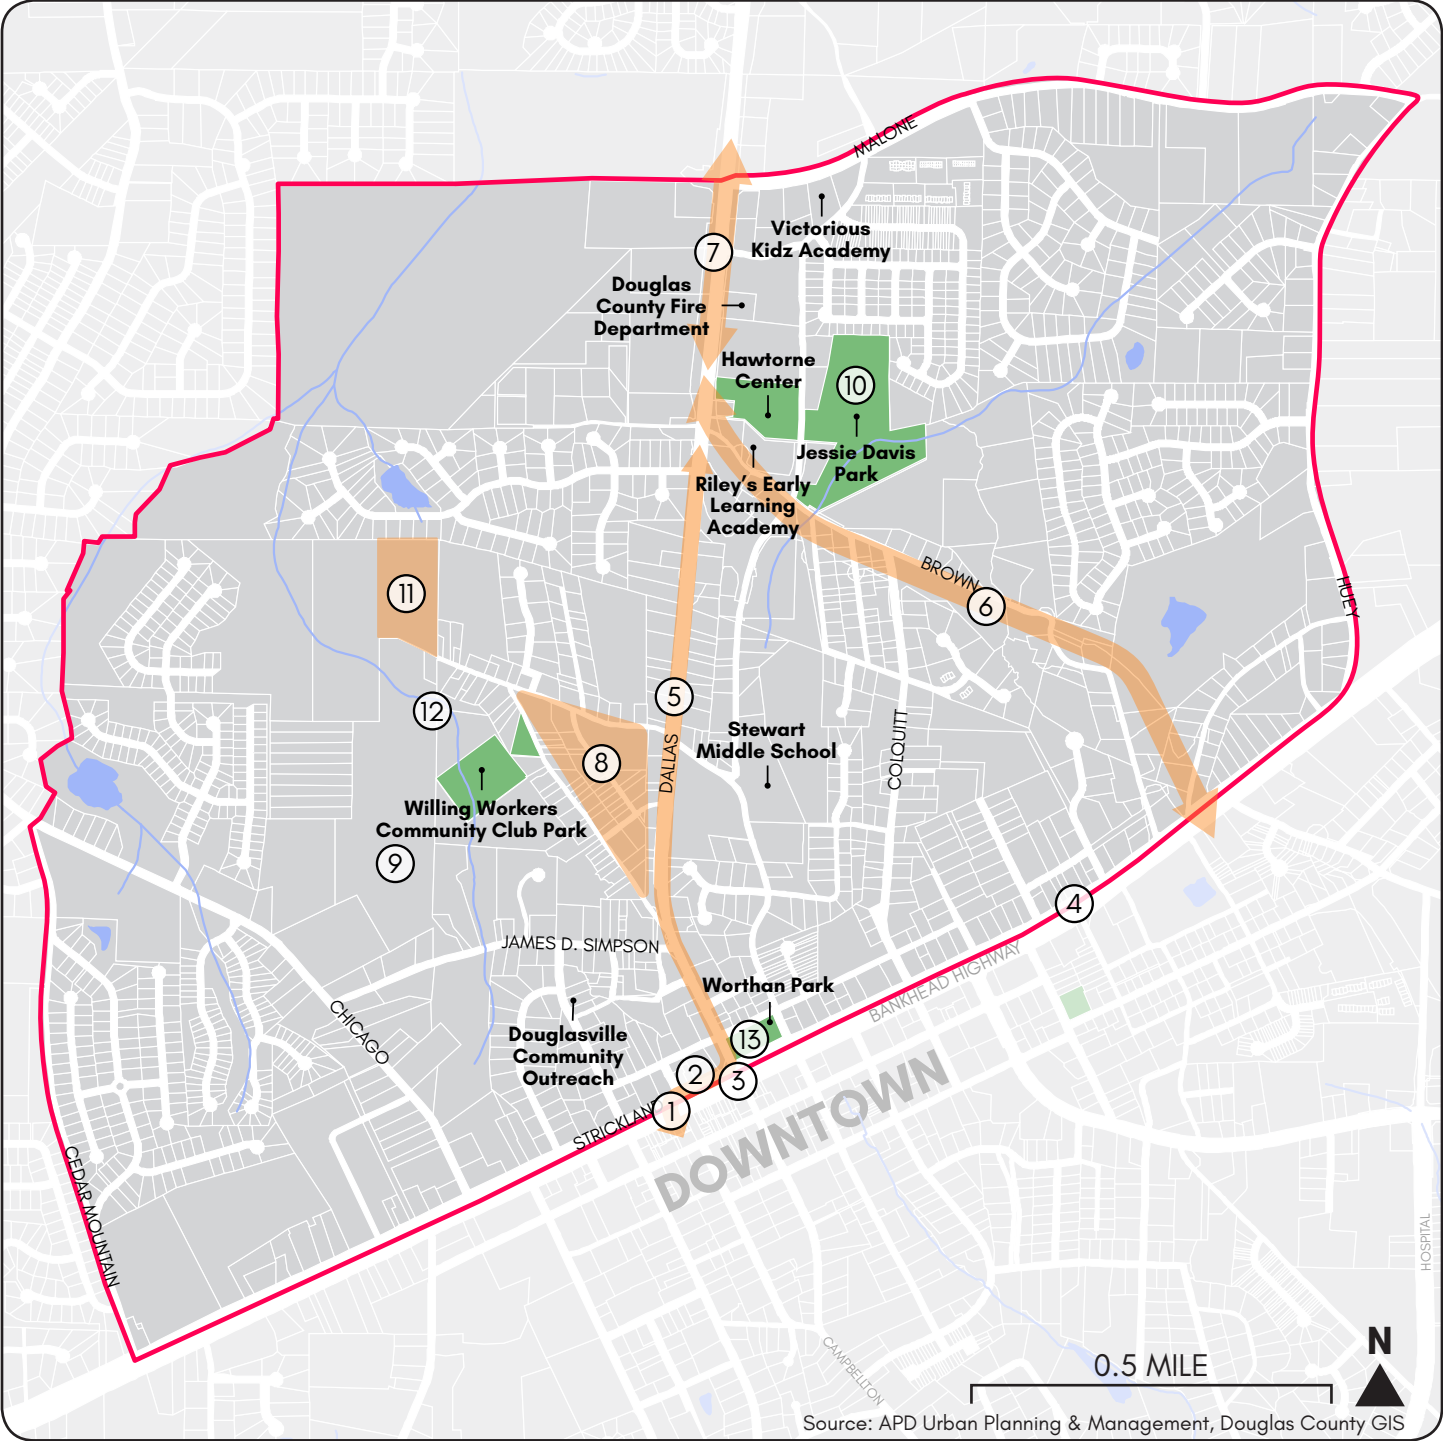 MALONE
Victorious
Kidz Academy
7
Douglas
County Fire
Department
Hawtorne
Center
10
Jessie Davis
Park
Riley's Early
Learning
Academy
BROWN
6
HUEY
11
12
5
DALLAS
8
Stewart
Middle School
COLQUITT
Willing Workers
Community Club Park
9
4
JAMES D. SIMPSON
BANKHEAD HIGHWAY
Worthan Park
CHICAGO
Douglasville
Community
Outreach
13
2
3
1
STRICKLAND
DOWNTOWN
CEDAR MOUNTAIN
HOSPITAL
CAMPBELLTON
N
0.5 MILE
Source: APD Urban Planning & Management, Douglas County GIS